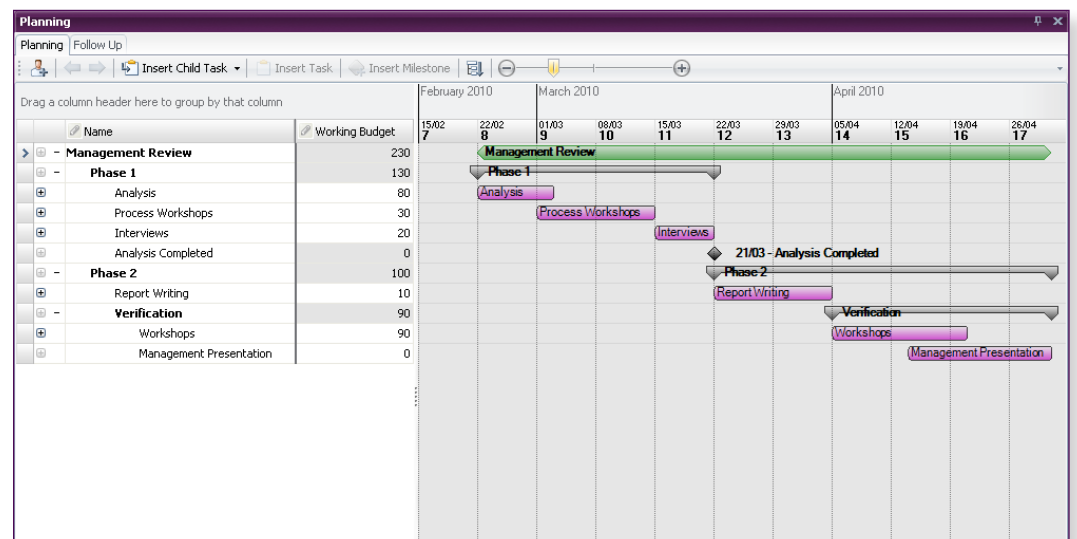 Planning
Planning Follow Up
Insert Child Task Insert Task Insert Milestone
Drag a column header here to group by that column
February 2010 March 2010 April 2010
Name Working Budget
15/02 22/02 01/03 08/03 15/03 22/03 29/03 05/04 12/04 19/04 26/04
7 8 9 10 11 12 13 14 15 16 17
Management Review 230 Management Review
Phase 1 130 Phase 1
Analysis 80 Analysis
Process Workshops 30 Process Workshops
Interviews 20 Interviews
Analysis Completed 0 21/03 - Analysis Completed
Phase 2 100 Phase 2
Report Writing 10 Report Writing
Verification 90 Verification
Workshops 90 Workshops
Management Presentation 0 Management Presentation